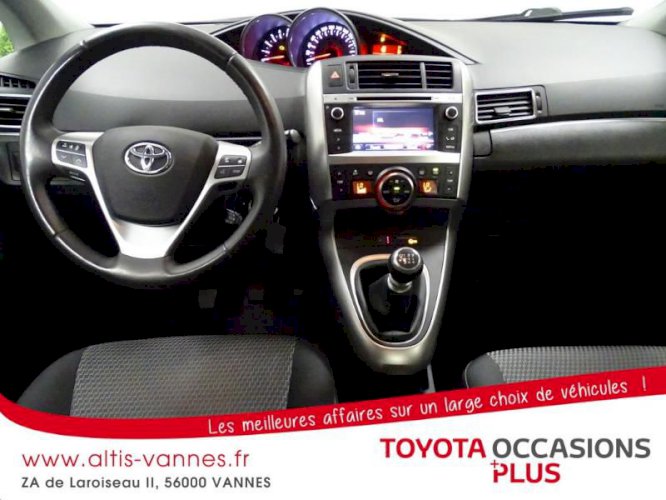 Les meilleures affaires sur un large choix de véhicules !
www.altis-vannes.fr
ZA de Laroiseau II, 56000 VANNES
TOYOTA OCCASIONS
+PLUS